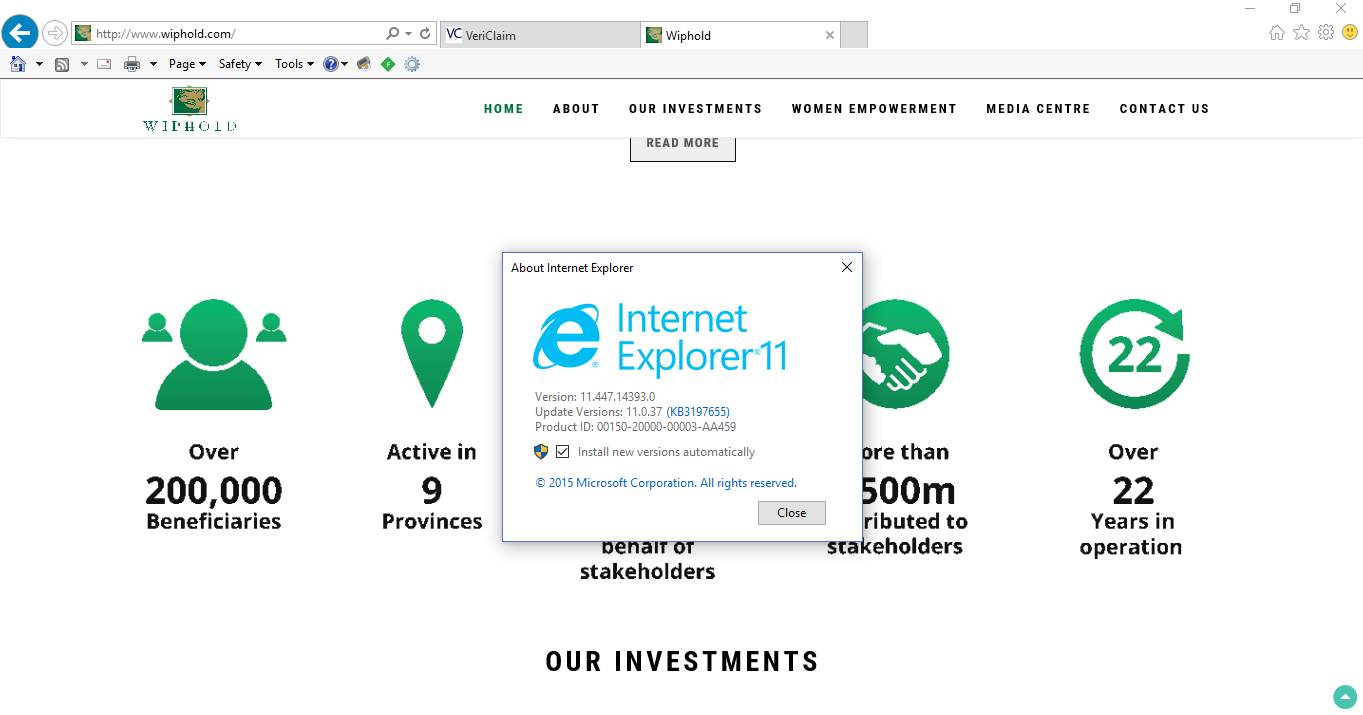 http://www.wiphold.com/
VC VeriClaim
Wiphold
Page Safety Tools
WIPHOLD
HOME ABOUT OUR INVESTMENTS WOMEN EMPOWERMENT MEDIA CENTRE CONTACT US
READ MORE
About Internet Explorer
Internet
Explorer®11
Version: 11.447.14393.0
Update Versions: 11.0.37 (KB3197655)
Product ID: 00150-20000-00003-AA459
Install new versions automatically
© 2015 Microsoft Corporation. All rights reserved.
Close
Over
200,000
Beneficiaries
Active in
9
Provinces
behalf of
stakeholders
ore than
500m
ributed to
stakeholders
22
Over
22
Years in
operation
OUR INVESTMENTS